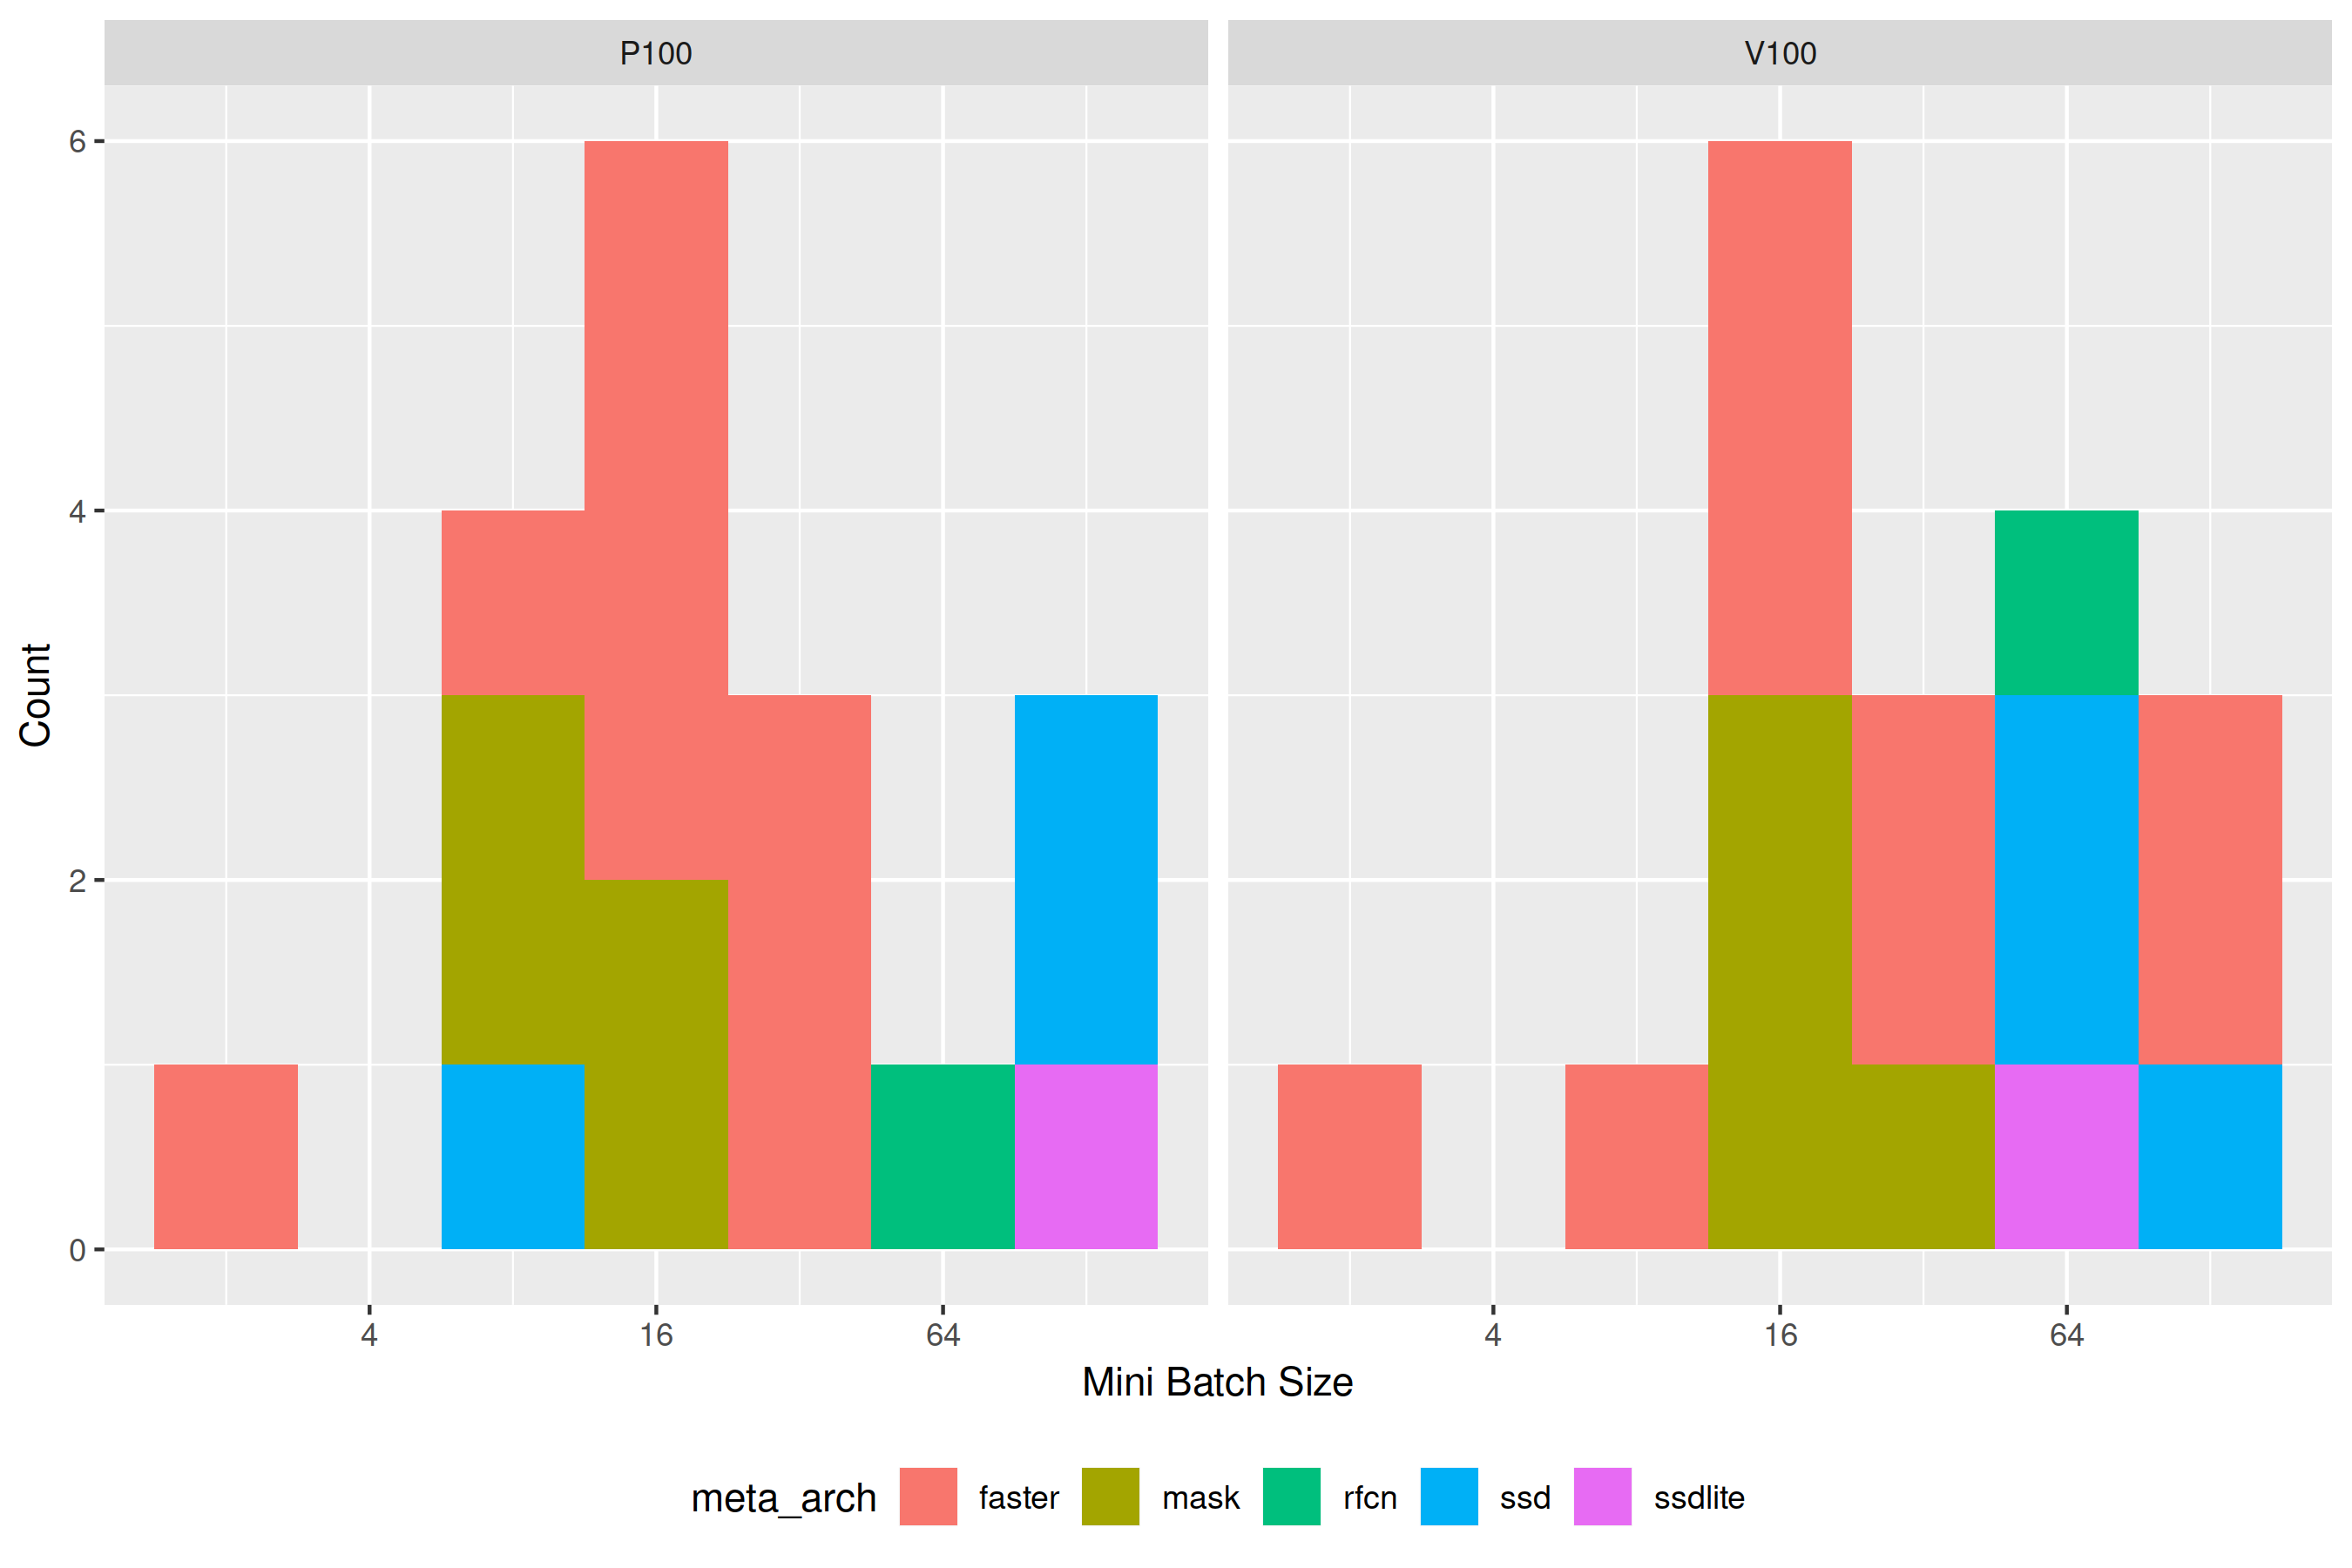 P100 V100
6
4
2
0
Count
4 16 64 4 16 64
Mini Batch Size
meta_arch faster mask rfcn ssd ssdlite